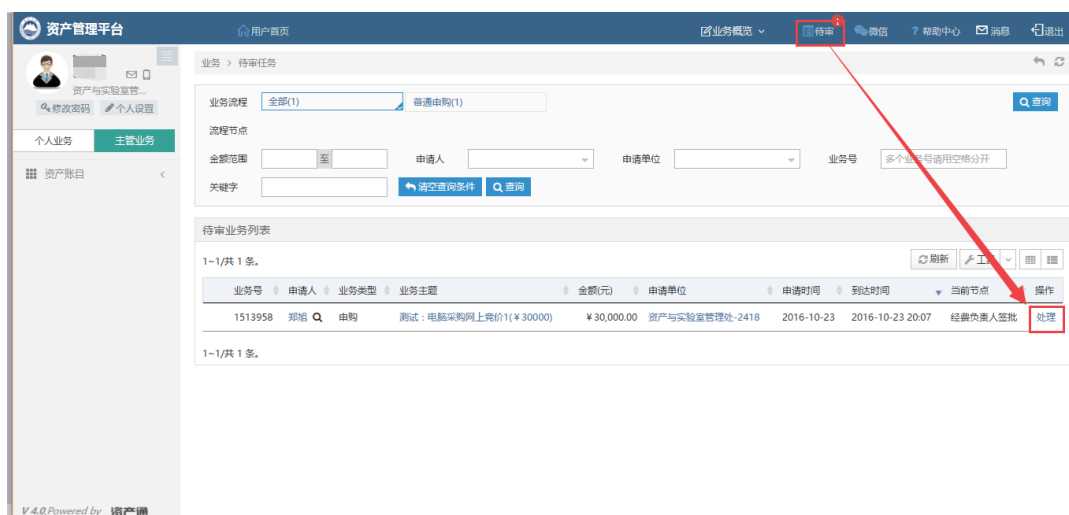 资产管理平台 用户首页 业务概览 待审 1 微信 ? 帮助中心 消息 退出
业务 > 待审任务
资产与实验室管...
修改密码 个人设置
个人业务 主管业务
资产账目
业务流程 全部(1) 普通申购(1) 查询
流程节点
金额范围 至 申请人 申请单位 业务号 多个业务号请用空格分开
关键字 清空查询条件 查询
待审业务列表
1~1/共 1 条。 刷新 工具
业务号 申请人 业务类型 业务主题 金额(元) 申请单位 申请时间 到达时间 当前节点 操作
1513958 郑旭 申购 测试：电脑采购网上竞价1(¥30000) ¥30,000.00 资产与实验室管理处-2418 2016-10-23 2016-10-23 20:07 经费负责人签批 处理
1~1/共 1 条。
V 4.0.Powered by 资产通